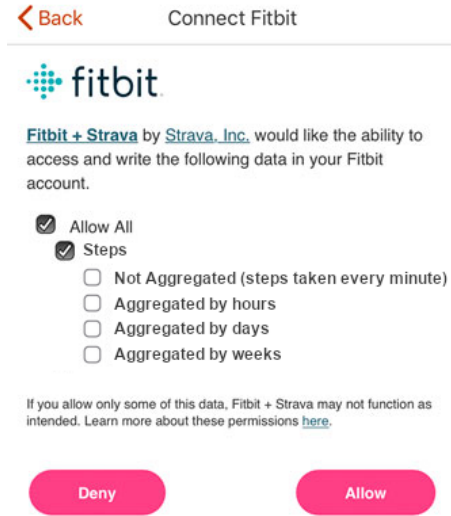 Back
Connect Fitbit
fitbit
Fitbit + Strava by Strava, Inc. would like the ability to
access and write the following data in your Fitbit
account.
Allow All
Steps
Not Aggregated (steps taken every minute)
Aggregated by hours
Aggregated by days
Aggregated by weeks
If you allow only some of this data, Fitbit + Strava may not function as
intended. Learn more about these permissions here.
Deny
Allow